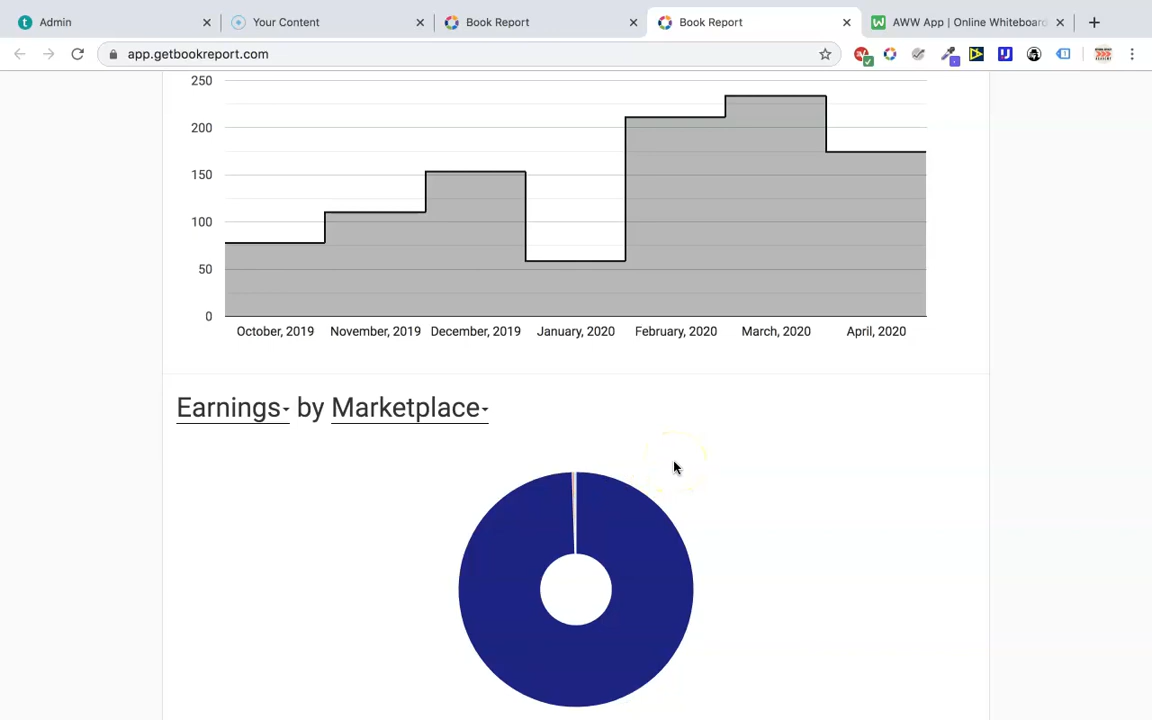 Admin
Your Content
Book Report
Book Report
AWW App | Online Whiteboard
app.getbookreport.com
250
200
150
100
50
0
October, 2019 November, 2019 December, 2019 January, 2020 February, 2020 March, 2020 April, 2020
Earnings by Marketplace